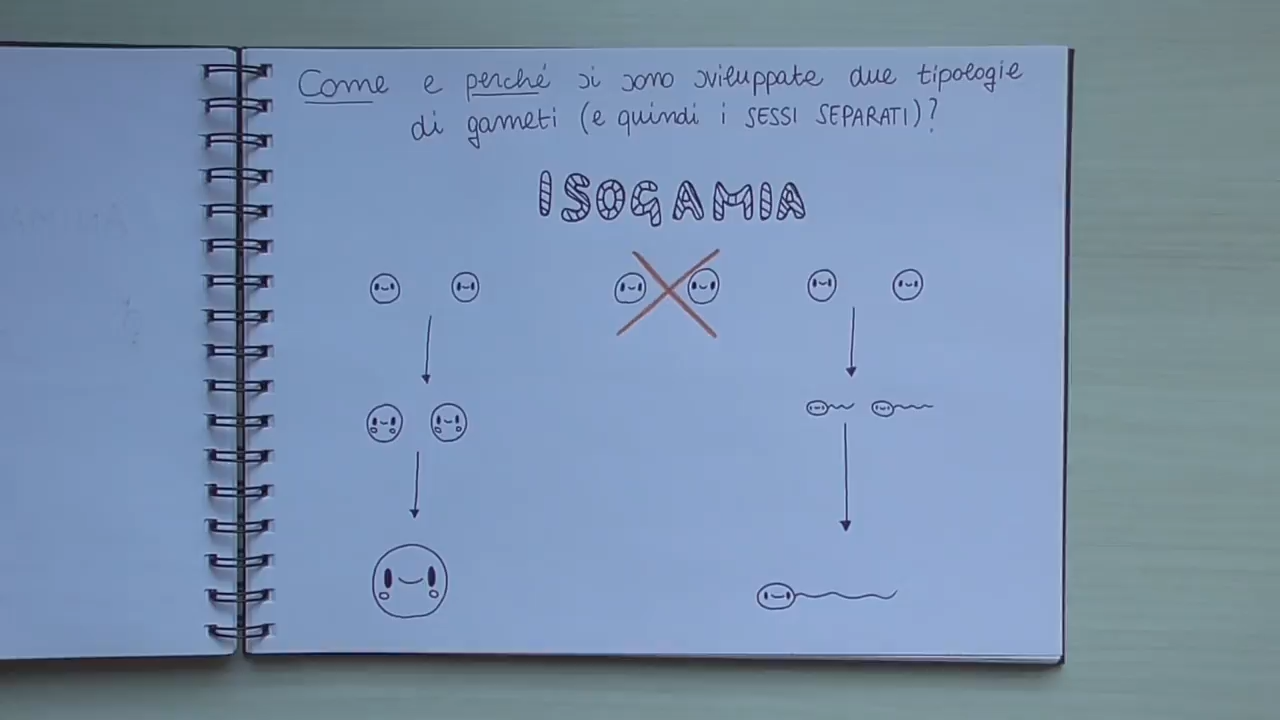 Come e perché si sono sviluppate due tipologie
di gameti (e quindi i SESSI SEPARATI)?
ISOGAMIA